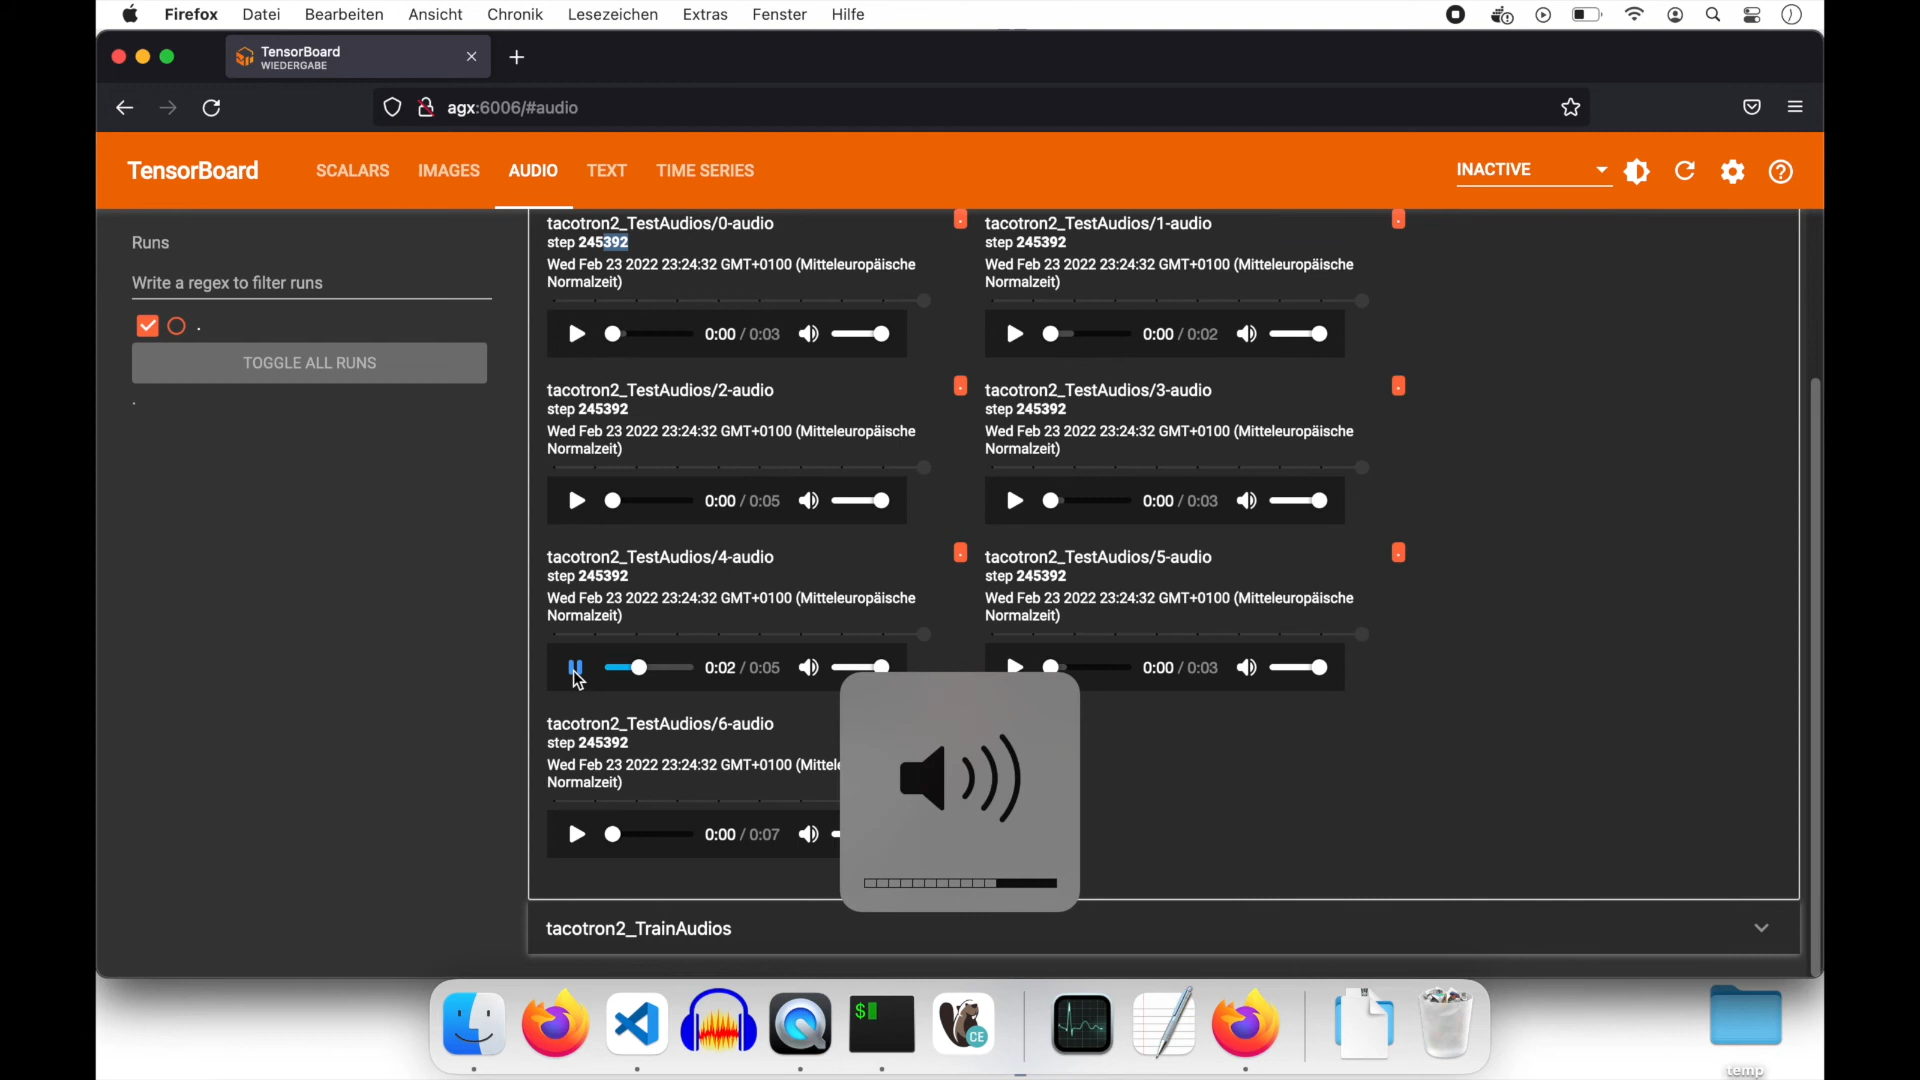 Firefox Datei Bearbeiten Ansicht Chronik Lesezeichen Extras Fenster Hilfe
TensorBoard
WIEDERGABE
agx:6006/#audio
TensorBoard SCALARS IMAGES AUDIO TEXT TIME SERIES INACTIVE
Runs
Write a regex to filter runs
.
TOGGLE ALL RUNS
.
tacotron2_TestAudios/0-audio
step 245392
Wed Feb 23 2022 23:24:32 GMT+0100 (Mitteleuropäische
Normalzeit)
0:00 / 0:03
tacotron2_TestAudios/1-audio
step 245392
Wed Feb 23 2022 23:24:32 GMT+0100 (Mitteleuropäische
Normalzeit)
0:00 / 0:02
tacotron2_TestAudios/2-audio
step 245392
Wed Feb 23 2022 23:24:32 GMT+0100 (Mitteleuropäische
Normalzeit)
0:00 / 0:05
tacotron2_TestAudios/3-audio
step 245392
Wed Feb 23 2022 23:24:32 GMT+0100 (Mitteleuropäische
Normalzeit)
0:00 / 0:03
tacotron2_TestAudios/4-audio
step 245392
Wed Feb 23 2022 23:24:32 GMT+0100 (Mitteleuropäische
Normalzeit)
0:02 / 0:05
tacotron2_TestAudios/5-audio
step 245392
Wed Feb 23 2022 23:24:32 GMT+0100 (Mitteleuropäische
Normalzeit)
0:00 / 0:03
tacotron2_TestAudios/6-audio
step 245392
Wed Feb 23 2022 23:24:32 GMT+0100 (Mittele
Normalzeit)
0:00 / 0:07
tacotron2_TrainAudios
$
CE
temp